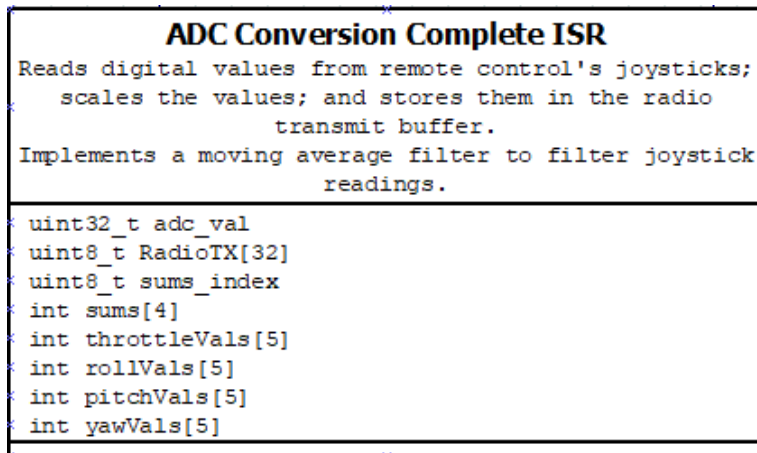 ADC Conversion Complete ISR
Reads digital values from remote control's joysticks;
scales the values; and stores them in the radio
transmit buffer.
Implements a moving average filter to filter joystick
readings.
uint32_t adc_val
uint8_t RadioTX[32]
uint8_t sums_index
int sums[4]
int throttleVals[5]
int rollVals[5]
int pitchVals[5]
int yawVals[5]